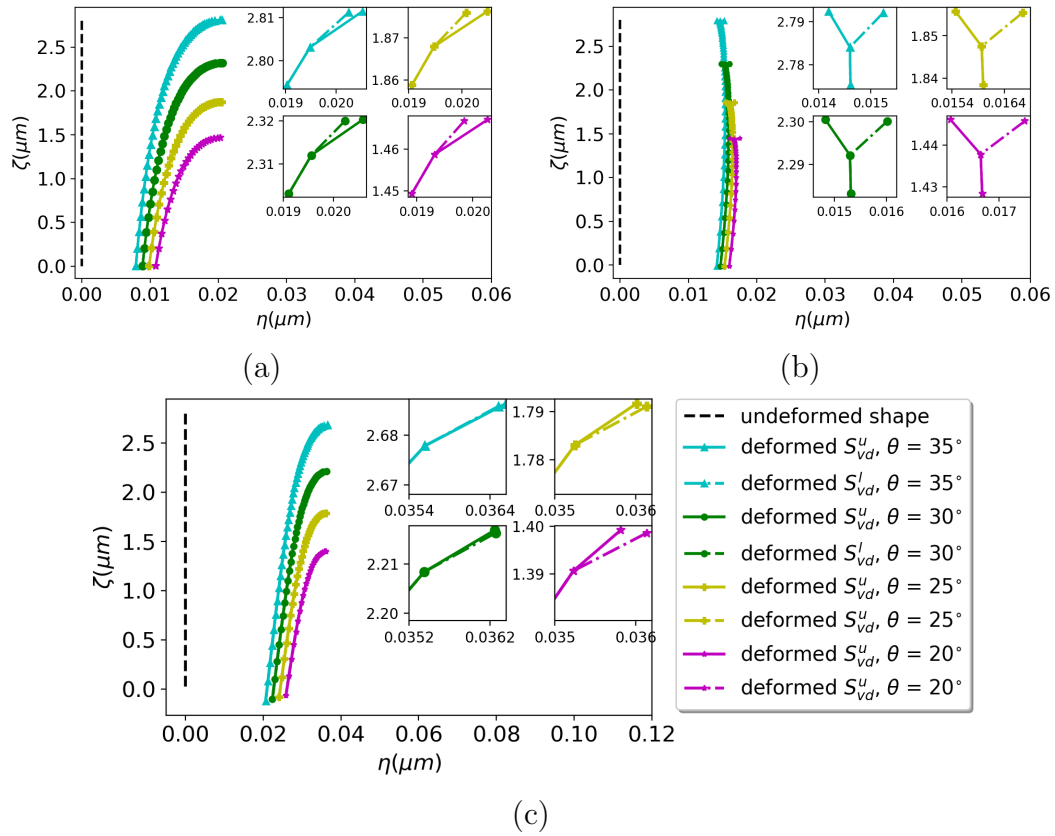 2.81
2.80
0.019
0.020
1.87
1.86
0.019
0.020
2.32
2.31
0.019
0.020
1.46
1.45
0.019
0.020
2.5
2.0
1.5
1.0
0.5
0.0
ζ(μm)
0.00 0.01 0.02 0.03 0.04 0.05 0.06
η(μm)
(a)
2.79
2.78
0.014 0.015
1.85
1.84
0.0154 0.0164
2.30
2.29
0.015 0.016
1.44
1.43
0.016 0.017
2.5
2.0
1.5
1.0
0.5
0.0
ζ(μm)
0.00 0.01 0.02 0.03 0.04 0.05 0.06
η(μm)
(b)
2.68
2.67
0.0354 0.0364
1.79
1.78
0.035 0.036
2.21
2.20
0.0352 0.0362
1.40
1.39
0.035 0.036
2.5
2.0
1.5
1.0
0.5
0.0
ζ(μm)
0.00 0.02 0.04 0.06 0.08 0.10 0.12
η(μm)
(c)
undeformed shape
deformed S^u_vd, θ = 35°
deformed S^l_vd, θ = 35°
deformed S^u_vd, θ = 30°
deformed S^l_vd, θ = 30°
deformed S^u_vd, θ = 25°
deformed S^u_vd, θ = 25°
deformed S^u_vd, θ = 20°
deformed S^u_vd, θ = 20°